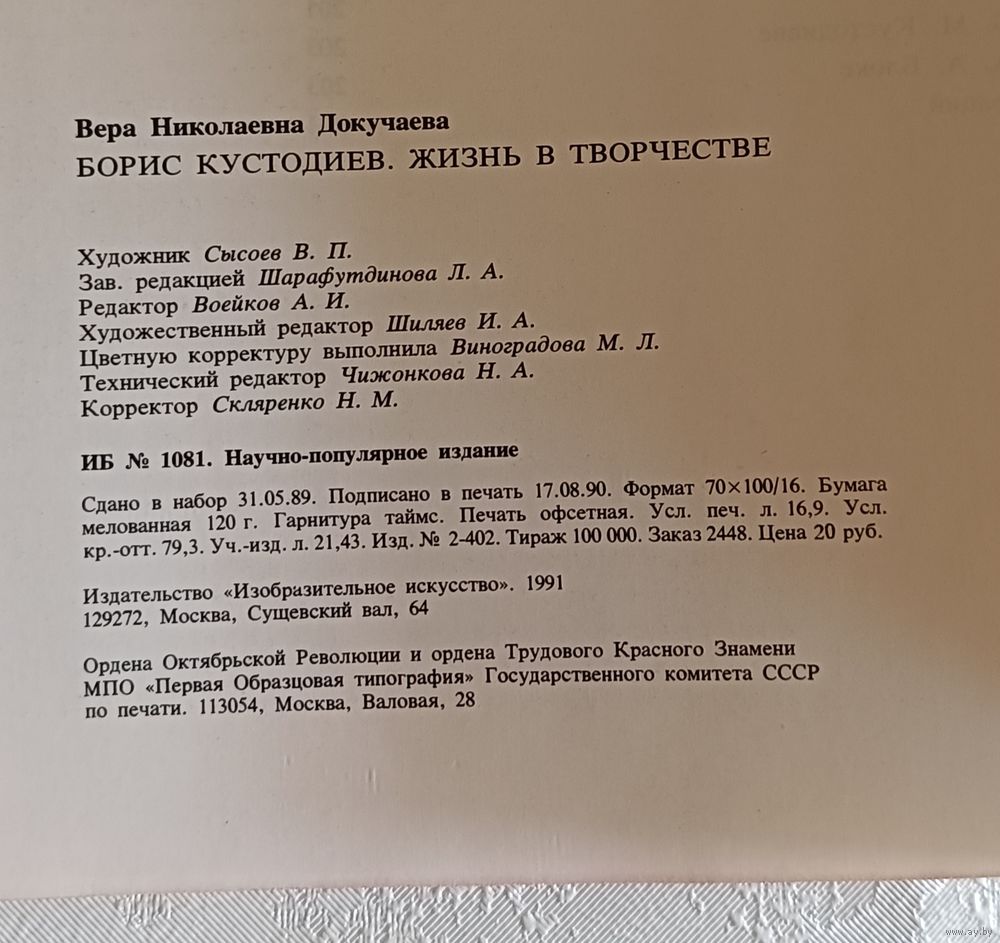 Вера Николаевна Докучаева
БОРИС КУСТОДИЕВ. ЖИЗНЬ В ТВОРЧЕСТВЕ
Художник Сысоев В. П.
Зав. редакцией Шарафутдинова Л. А.
Редактор Воейков А. И.
Художественный редактор Шиляев И. А.
Цветную корректуру выполнила Виноградова М. Л.
Технический редактор Чижонкова Н. А.
Корректор Скляренко Н. М.
ИБ № 1081. Научно-популярное издание
Сдано в набор 31.05.89. Подписано в печать 17.08.90. Формат 70×100/16. Бумага
мелованная 120 г. Гарнитура таймс. Печать офсетная. Усл. печ. л. 16,9. Усл.
кр.-отт. 79,3. Уч.-изд. л. 21,43. Изд. № 2-402. Тираж 100 000. Заказ 2448. Цена 20 руб.
Издательство «Изобразительное искусство». 1991
129272, Москва, Сущевский вал, 64
Ордена Октябрьской Революции и ордена Трудового Красного Знамени
МПО «Первая Образцовая типография» Государственного комитета СССР
по печати. 113054, Москва, Валовая, 28
www.ay.by